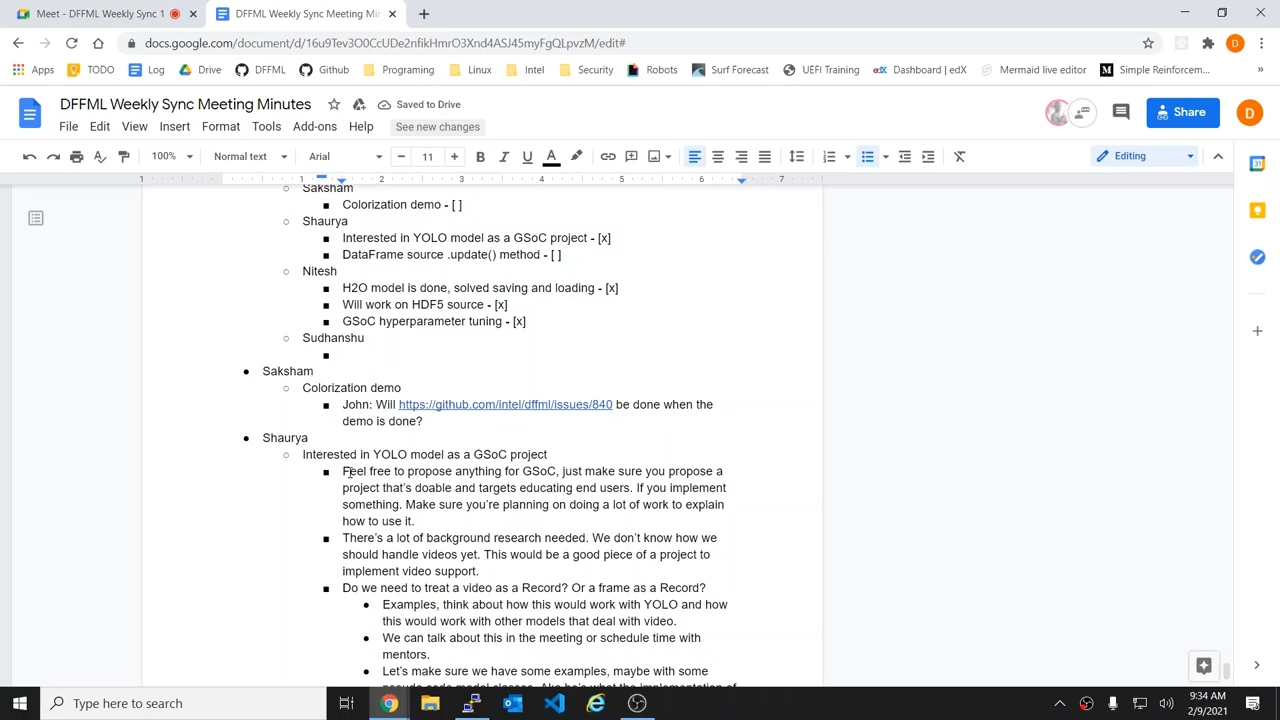 Meet - DFFML Weekly Sync 1
DFFML Weekly Sync Meeting Min
docs.google.com/document/d/16u9Tev3O0CcUDe2nfikHmrO3Xnd4ASJ45myFgQLpvzM/edit#
Apps TODO Log Drive DFFML Github Programing Linux Intel Security Robots Surf Forecast UEFI Training Dashboard | edX Mermaid live editor Simple Reinforcem...
DFFML Weekly Sync Meeting Minutes
Saved to Drive
Share
File Edit View Insert Format Tools Add-ons Help See new changes
100% Normal text Arial 11 Editing
1 1 2 3 4 5 6 7
Saksham
Colorization demo - [ ]
Shaurya
Interested in YOLO model as a GSoC project - [x]
DataFrame source .update() method - [ ]
Nitesh
H2O model is done, solved saving and loading - [x]
Will work on HDF5 source - [x]
GSoC hyperparameter tuning - [x]
Sudhanshu
Saksham
Colorization demo
John: Will https://github.com/intel/dffml/issues/840 be done when the
demo is done?
Shaurya
Interested in YOLO model as a GSoC project
Feel free to propose anything for GSoC, just make sure you propose a
project that's doable and targets educating end users. If you implement
something. Make sure you're planning on doing a lot of work to explain
how to use it.
There's a lot of background research needed. We don't know how we
should handle videos yet. This would be a good piece of a project to
implement video support.
Do we need to treat a video as a Record? Or a frame as a Record?
Examples, think about how this would work with YOLO and how
this would work with other models that deal with video.
We can talk about this in the meeting or schedule time with
mentors.
Let's make sure we have some examples, maybe with some
Type here to search
9:34 AM
2/9/2021